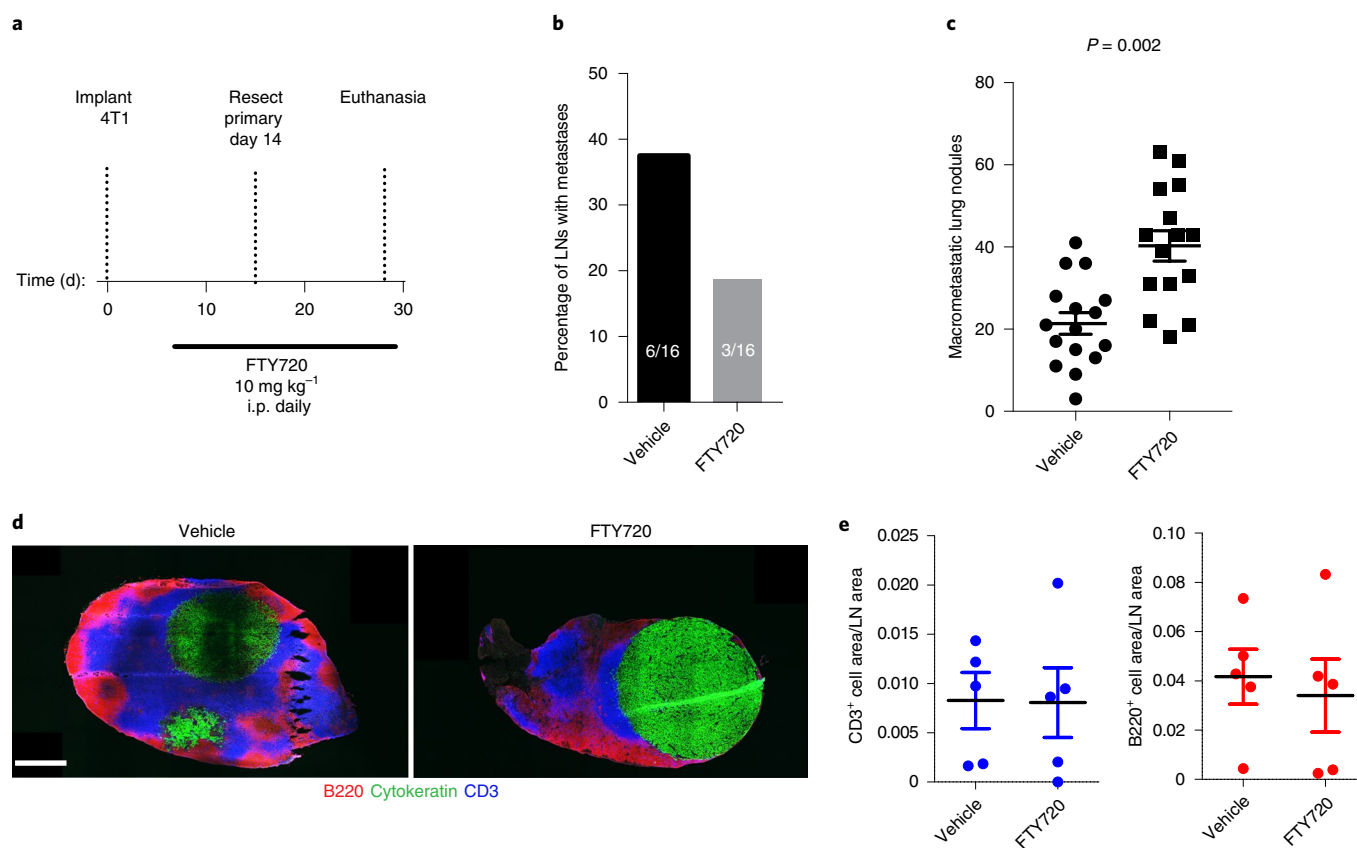 a
Implant
4T1
Resect
primary
day 14
Euthanasia
Time (d):
0
10
20
30
FTY720
10 mg kg⁻¹
i.p. daily
b
Percentage of LNs with metastases
50
40
30
20
10
0
6/16
3/16
Vehicle
FTY720
c
P = 0.002
Macrometastatic lung nodules
80
60
40
20
0
Vehicle
FTY720
d
Vehicle
FTY720
B220 Cytokeratin CD3
e
CD3⁺ cell area/LN area
0.025
0.020
0.015
0.010
0.005
0
Vehicle
FTY720
B220⁺ cell area/LN area
0.10
0.08
0.06
0.04
0.02
0
Vehicle
FTY720